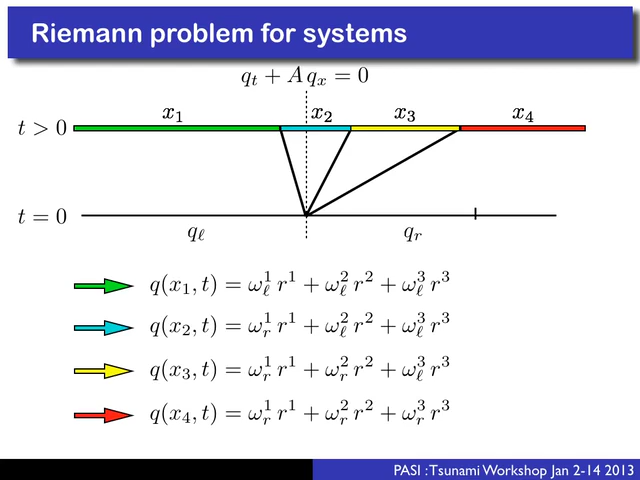 Riemann problem for systems
q_t + A q_x = 0
x_1 x_2 x_3 x_4
t > 0
t = 0
q_ℓ q_r
q(x_1, t) = ω_ℓ^1 r^1 + ω_ℓ^2 r^2 + ω_ℓ^3 r^3
q(x_2, t) = ω_r^1 r^1 + ω_ℓ^2 r^2 + ω_ℓ^3 r^3
q(x_3, t) = ω_r^1 r^1 + ω_r^2 r^2 + ω_ℓ^3 r^3
q(x_4, t) = ω_r^1 r^1 + ω_r^2 r^2 + ω_r^3 r^3
PASI : Tsunami Workshop Jan 2-14 2013